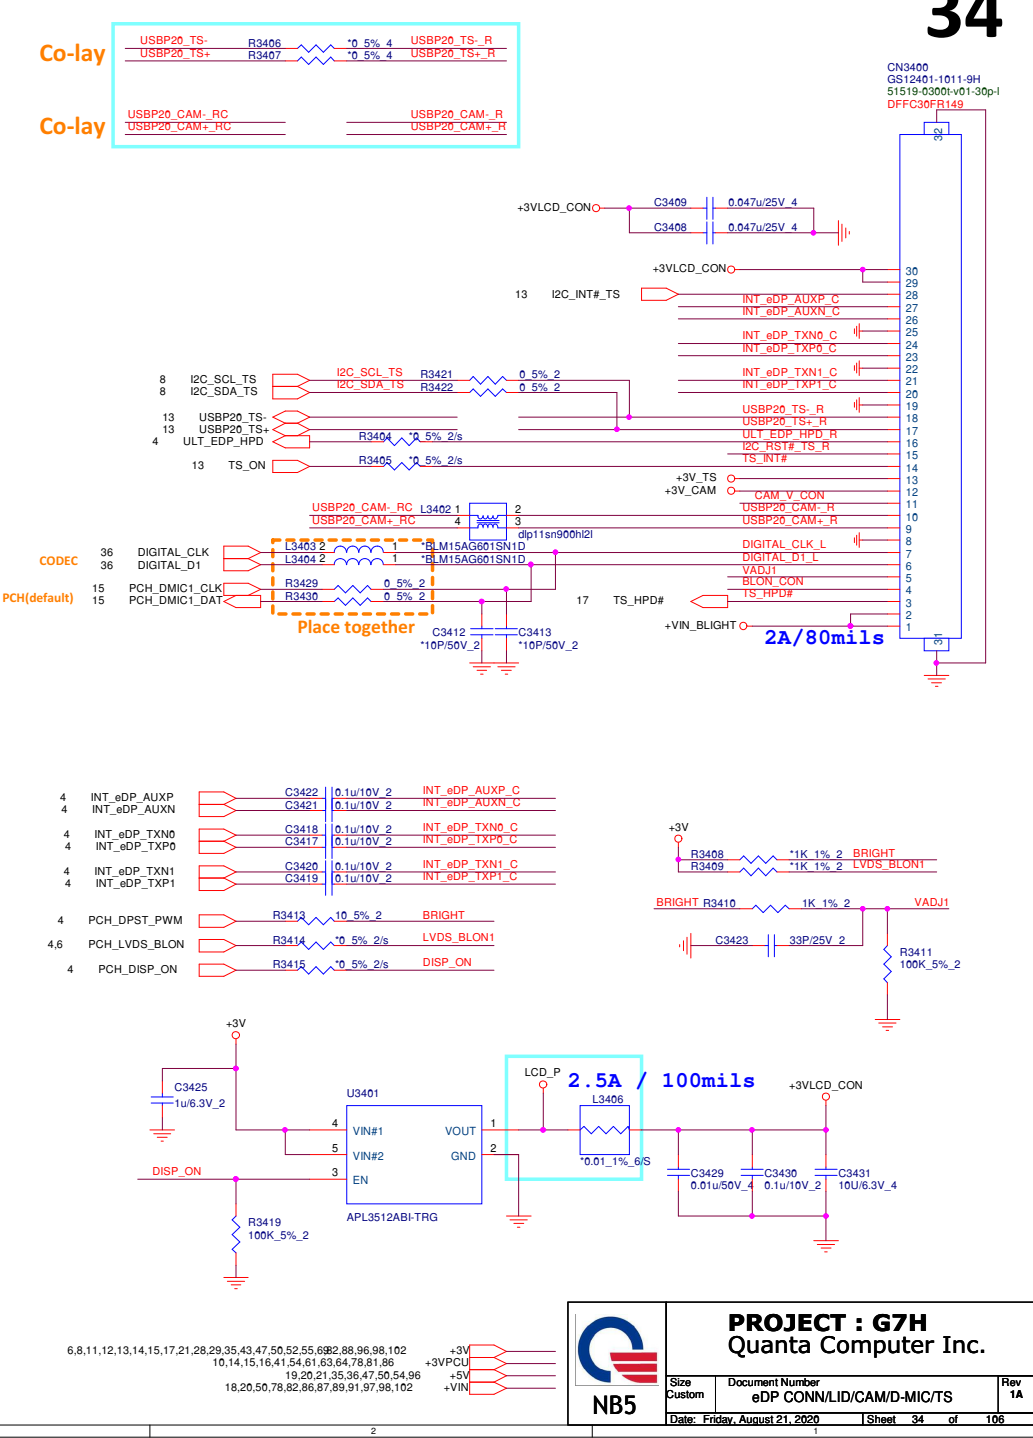 34
Co-lay
USBP20_TS- R3406 *0_5%_4 USBP20_TS-_R
USBP20_TS+ R3407 *0_5%_4 USBP20_TS+_R
Co-lay
USBP20_CAM-_RC USBP20_CAM-_R
USBP20_CAM+_RC USBP20_CAM+_R
CN3400
GS12401-1011-9H
51519-0300t-v01-30p-l
DFFC30FR149
32
+3VLCD_CON C3409 0.047u/25V_4
C3408 0.047u/25V_4
+3VLCD_CON 30
29
13 I2C_INT#_TS 28
INT_eDP_AUXP_C 27
INT_eDP_AUXN_C 26
25
INT_eDP_TXN0_C 24
INT_eDP_TXP0_C 23
22
INT_eDP_TXN1_C 21
INT_eDP_TXP1_C 20
19
8 I2C_SCL_TS I2C_SCL_TS R3421 0_5%_2
8 I2C_SDA_TS I2C_SDA_TS R3422 0_5%_2
13 USBP20_TS- USBP20_TS-_R 18
13 USBP20_TS+ USBP20_TS+_R 17
4 ULT_EDP_HPD R3404 *0_5%_2/s ULT_EDP_HPD_R 16
I2C_RST#_TS_R 15
13 TS_ON R3405 *0_5%_2/s TS_INT# 14
+3V_TS 13
+3V_CAM 12
CAM_V_CON 11
USBP20_CAM-_RC L3402 1 2 USBP20_CAM-_R 10
USBP20_CAM+_RC 4 3 USBP20_CAM+_R 9
dlp11sn900hl2l 8
CODEC
36 DIGITAL_CLK L3403 2 1 *BLM15AG601SN1D DIGITAL_CLK_L 7
36 DIGITAL_D1 L3404 2 1 *BLM15AG601SN1D DIGITAL_D1_L 6
VADJ1 5
PCH(default)
15 PCH_DMIC1_CLK R3429 0_5%_2 BLON_CON 4
15 PCH_DMIC1_DAT R3430 0_5%_2
17 TS_HPD# TS_HPD# 3
2
Place together
+VIN_BLIGHT 1
2A/80mils
31
C3412 C3413
*10P/50V_2 *10P/50V_2
4 INT_eDP_AUXP C3422 0.1u/10V_2 INT_eDP_AUXP_C
4 INT_eDP_AUXN C3421 0.1u/10V_2 INT_eDP_AUXN_C
4 INT_eDP_TXN0 C3418 0.1u/10V_2 INT_eDP_TXN0_C
4 INT_eDP_TXP0 C3417 0.1u/10V_2 INT_eDP_TXP0_C
4 INT_eDP_TXN1 C3420 0.1u/10V_2 INT_eDP_TXN1_C
4 INT_eDP_TXP1 C3419 0.1u/10V_2 INT_eDP_TXP1_C
4 PCH_DPST_PWM R3413 10_5%_2 BRIGHT
4,6 PCH_LVDS_BLON R3414 *0_5%_2/s LVDS_BLON1
4 PCH_DISP_ON R3415 *0_5%_2/s DISP_ON
+3V
R3408 *1K_1%_2 BRIGHT
R3409 *1K_1%_2 LVDS_BLON1
BRIGHT R3410 1K_1%_2 VADJ1
C3423 33P/25V_2
R3411
100K_5%_2
+3V
C3425
1u/6.3V_2
U3401
4 VIN#1 VOUT 1
5 VIN#2 GND 2
3 EN
APL3512ABI-TRG
DISP_ON
R3419
100K_5%_2
LCD_P
2.5A / 100mils
L3406
*0.01_1%_6/S
+3VLCD_CON
C3429 C3430 C3431
0.01u/50V_4 0.1u/10V_2 10U/6.3V_4
6,8,11,12,13,14,15,17,21,28,29,35,43,47,50,52,55,69,82,88,96,98,102 +3V
10,14,15,16,41,54,61,63,64,78,81,86 +3VPCU
19,20,21,35,36,47,50,54,96 +5V
18,20,50,78,82,86,87,89,91,97,98,102 +VIN
NB5
PROJECT : G7H
Quanta Computer Inc.
Size Document Number Rev
Custom eDP CONN/LID/CAM/D-MIC/TS 1A
Date: Friday, August 21, 2020 Sheet 34 of 106
2 1